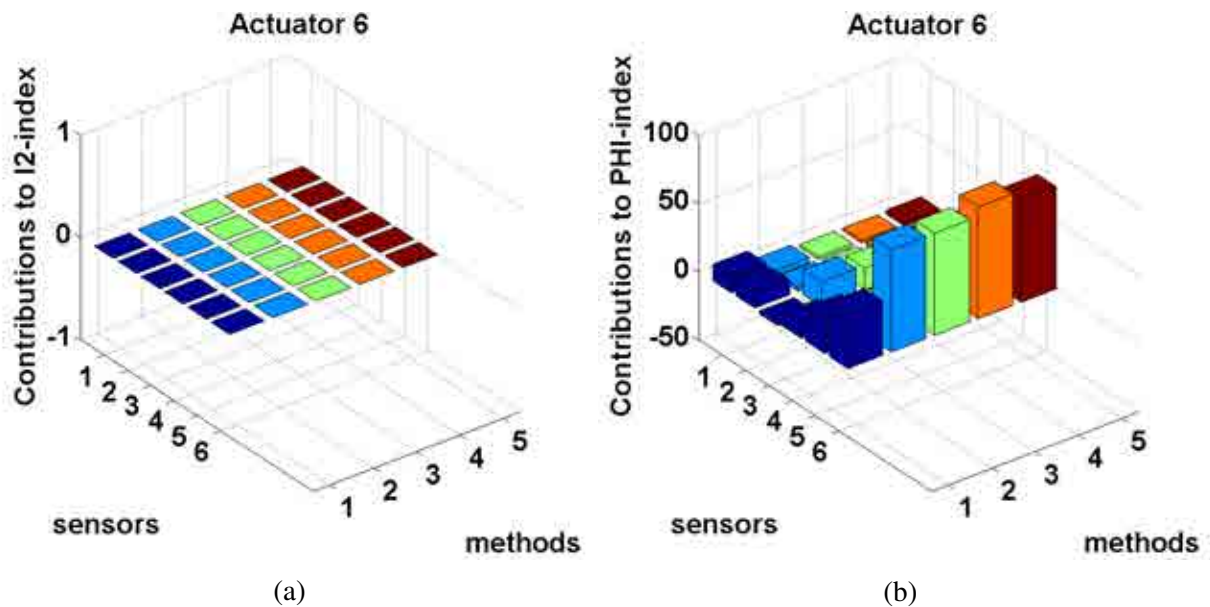 Actuator 6
Contributions to I2-index
1
0
-1
1
2
3
4
5
6
sensors
1
2
3
4
5
methods
(a)
Actuator 6
Contributions to PHI-index
100
50
0
-50
1
2
3
4
5
6
sensors
1
2
3
4
5
methods
(b)